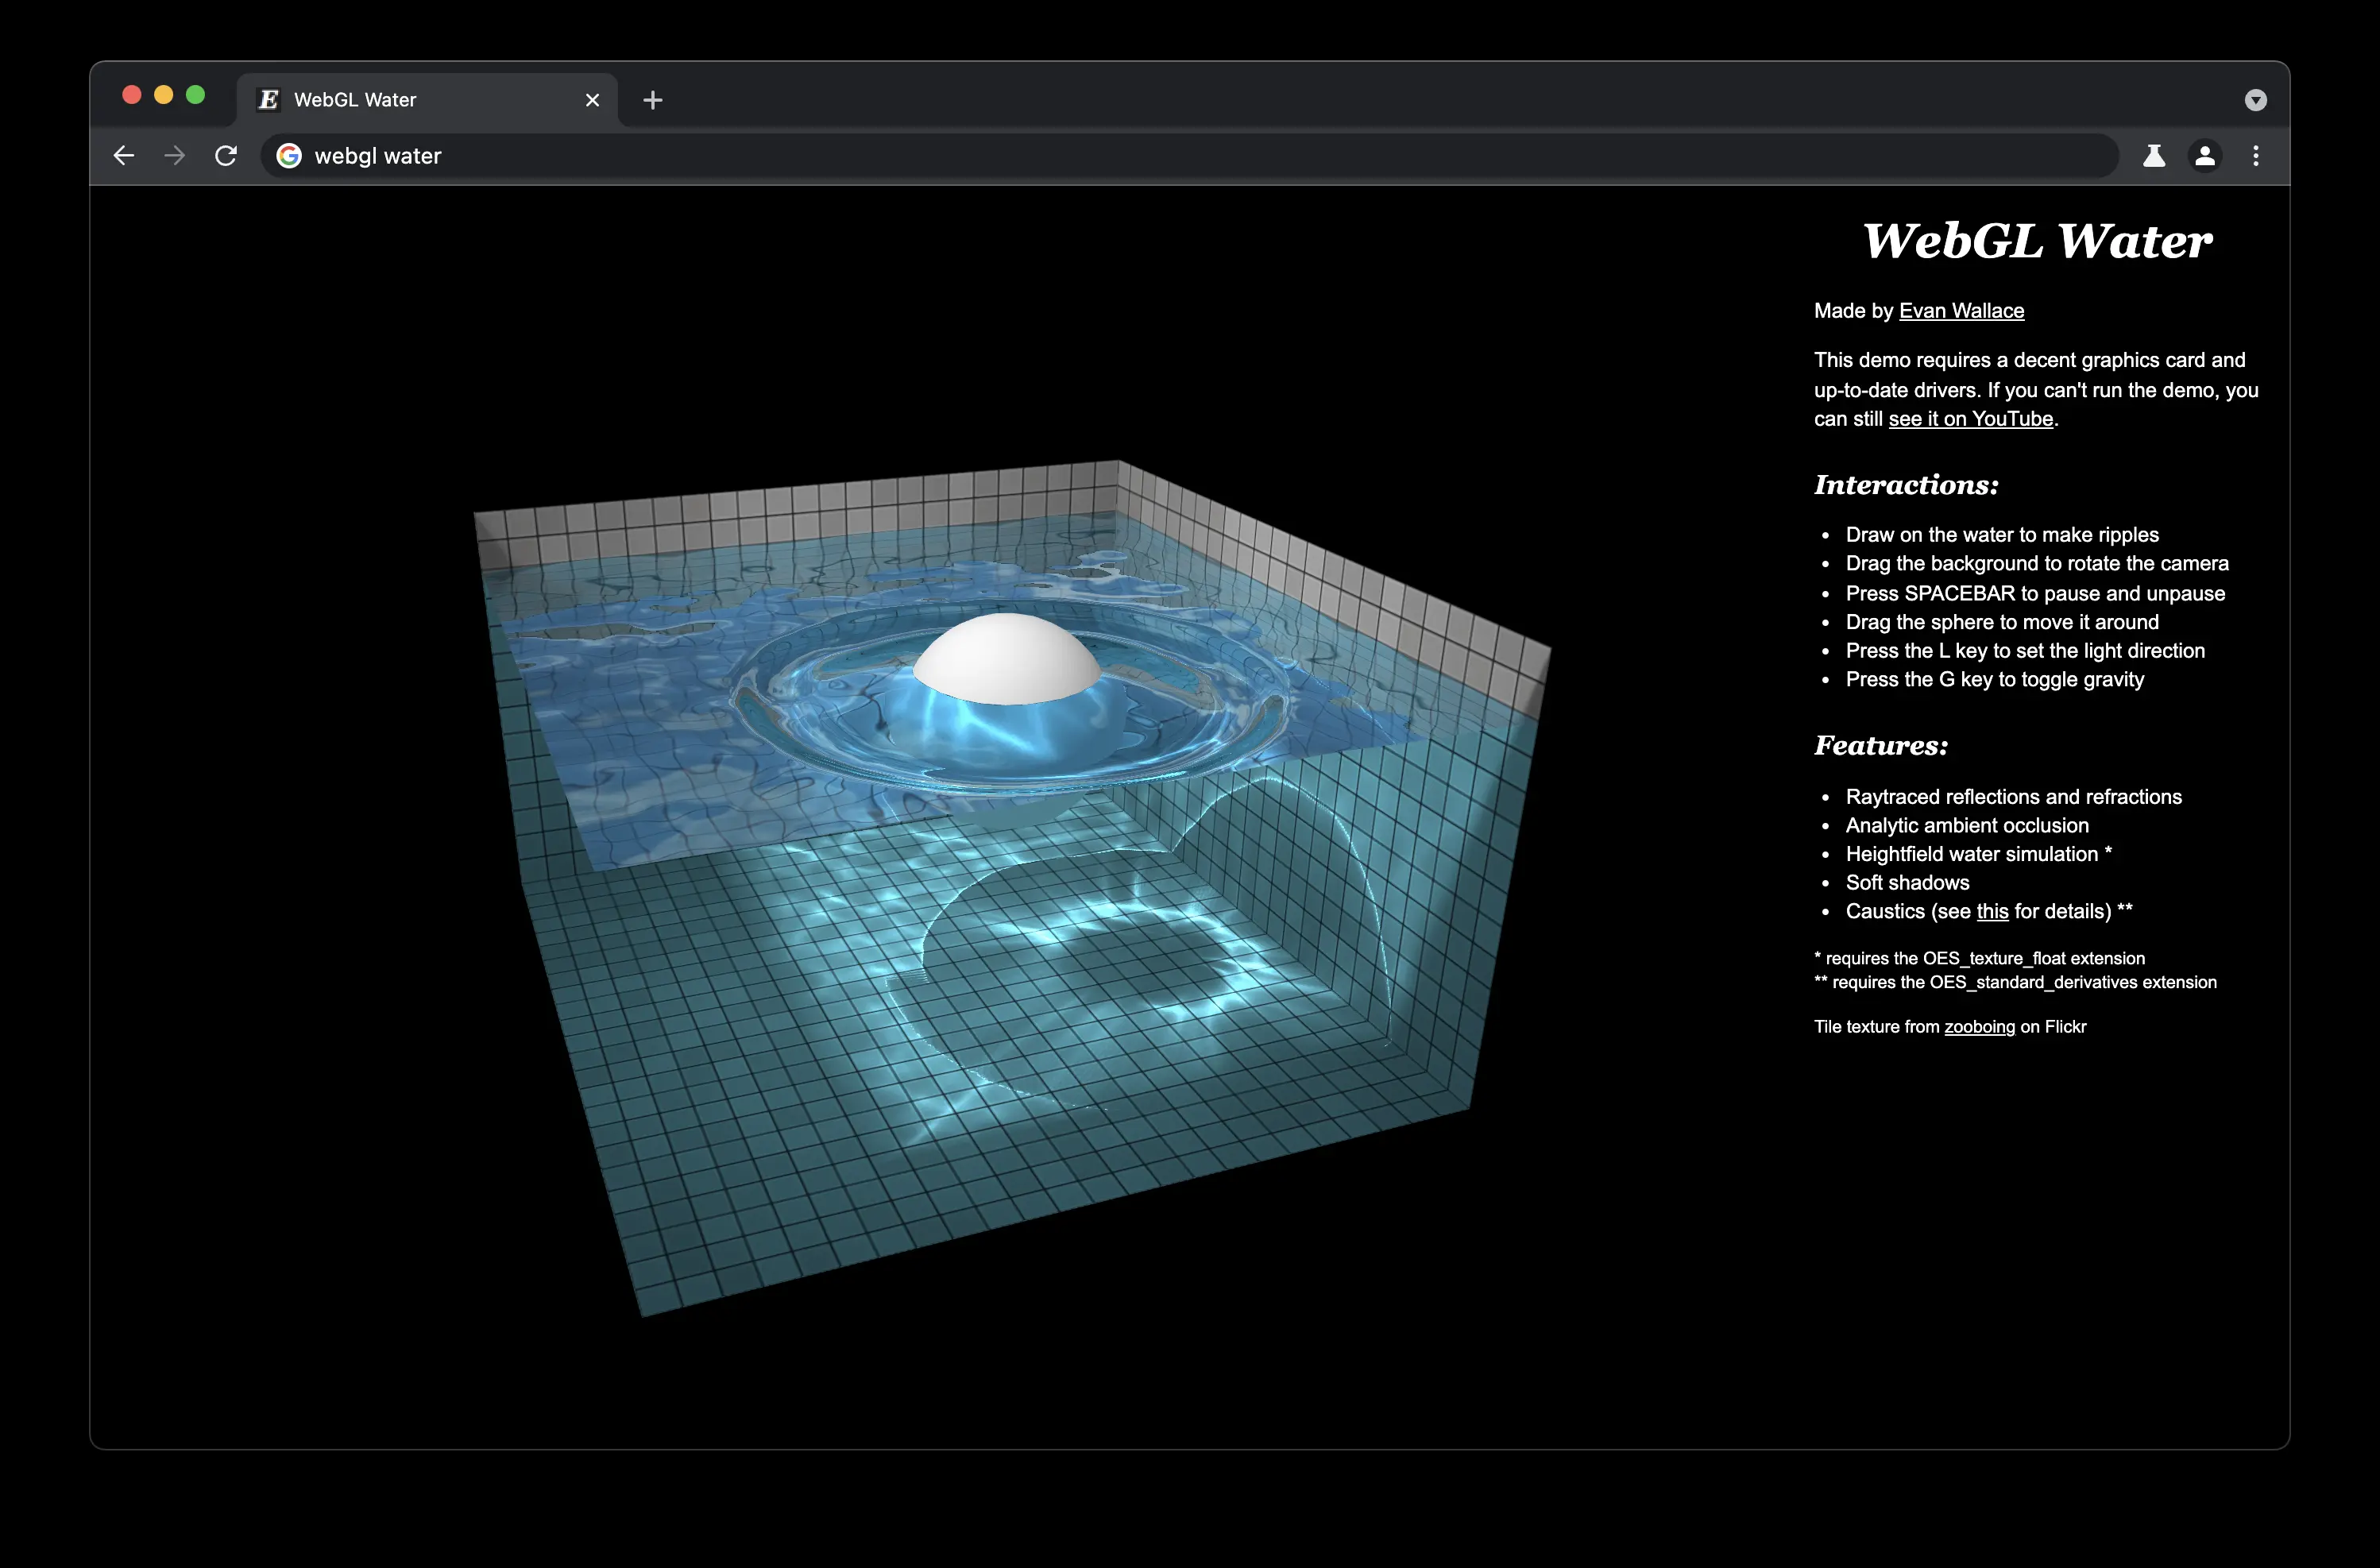 E WebGL Water
webgl water
WebGL Water
Made by Evan Wallace
This demo requires a decent graphics card and
up-to-date drivers. If you can't run the demo, you
can still see it on YouTube.
Interactions:
• Draw on the water to make ripples
• Drag the background to rotate the camera
• Press SPACEBAR to pause and unpause
• Drag the sphere to move it around
• Press the L key to set the light direction
• Press the G key to toggle gravity
Features:
• Raytraced reflections and refractions
• Analytic ambient occlusion
• Heightfield water simulation *
• Soft shadows
• Caustics (see this for details) **
* requires the OES_texture_float extension
** requires the OES_standard_derivatives extension
Tile texture from zooboing on Flickr